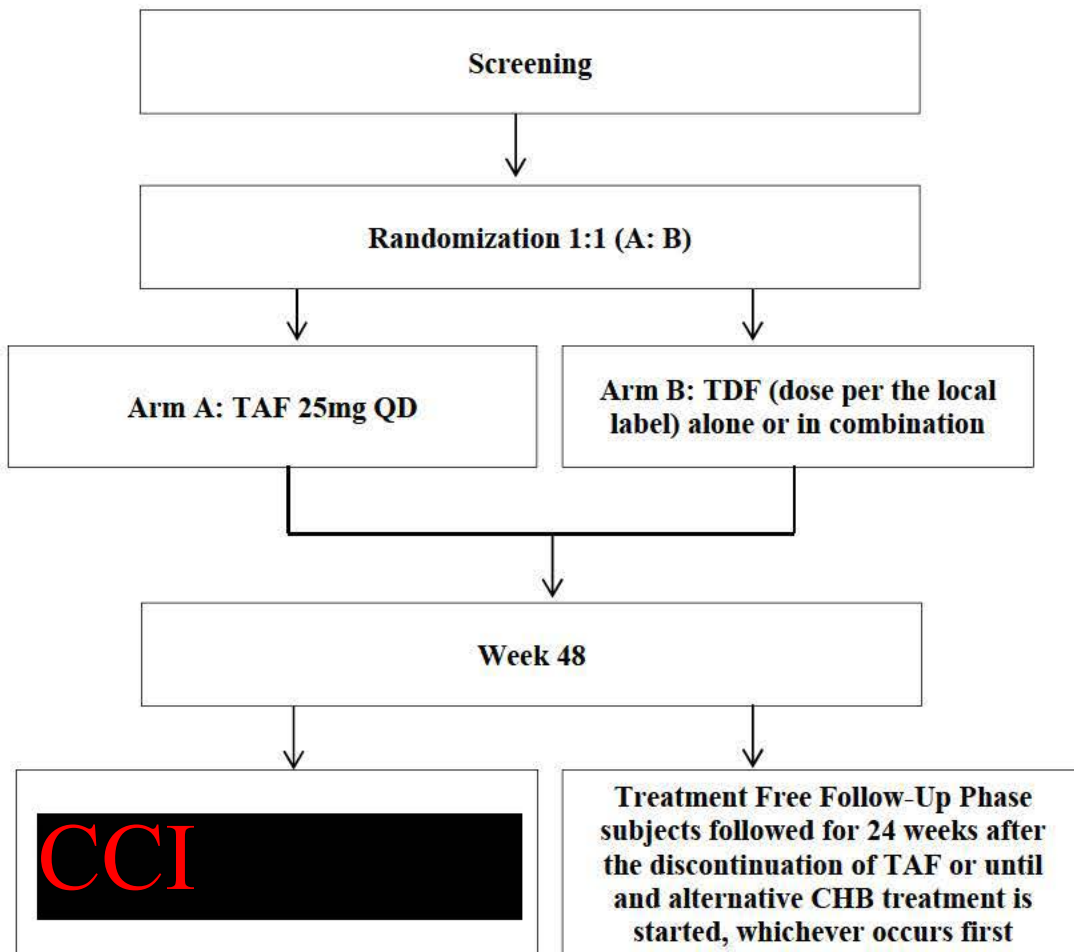 Screening
Randomization 1:1 (A: B)
Arm A: TAF 25mg QD
Arm B: TDF (dose per the local
label) alone or in combination
Week 48
CCI
Treatment Free Follow-Up Phase
subjects followed for 24 weeks after
the discontinuation of TAF or until
and alternative CHB treatment is
started, whichever occurs first